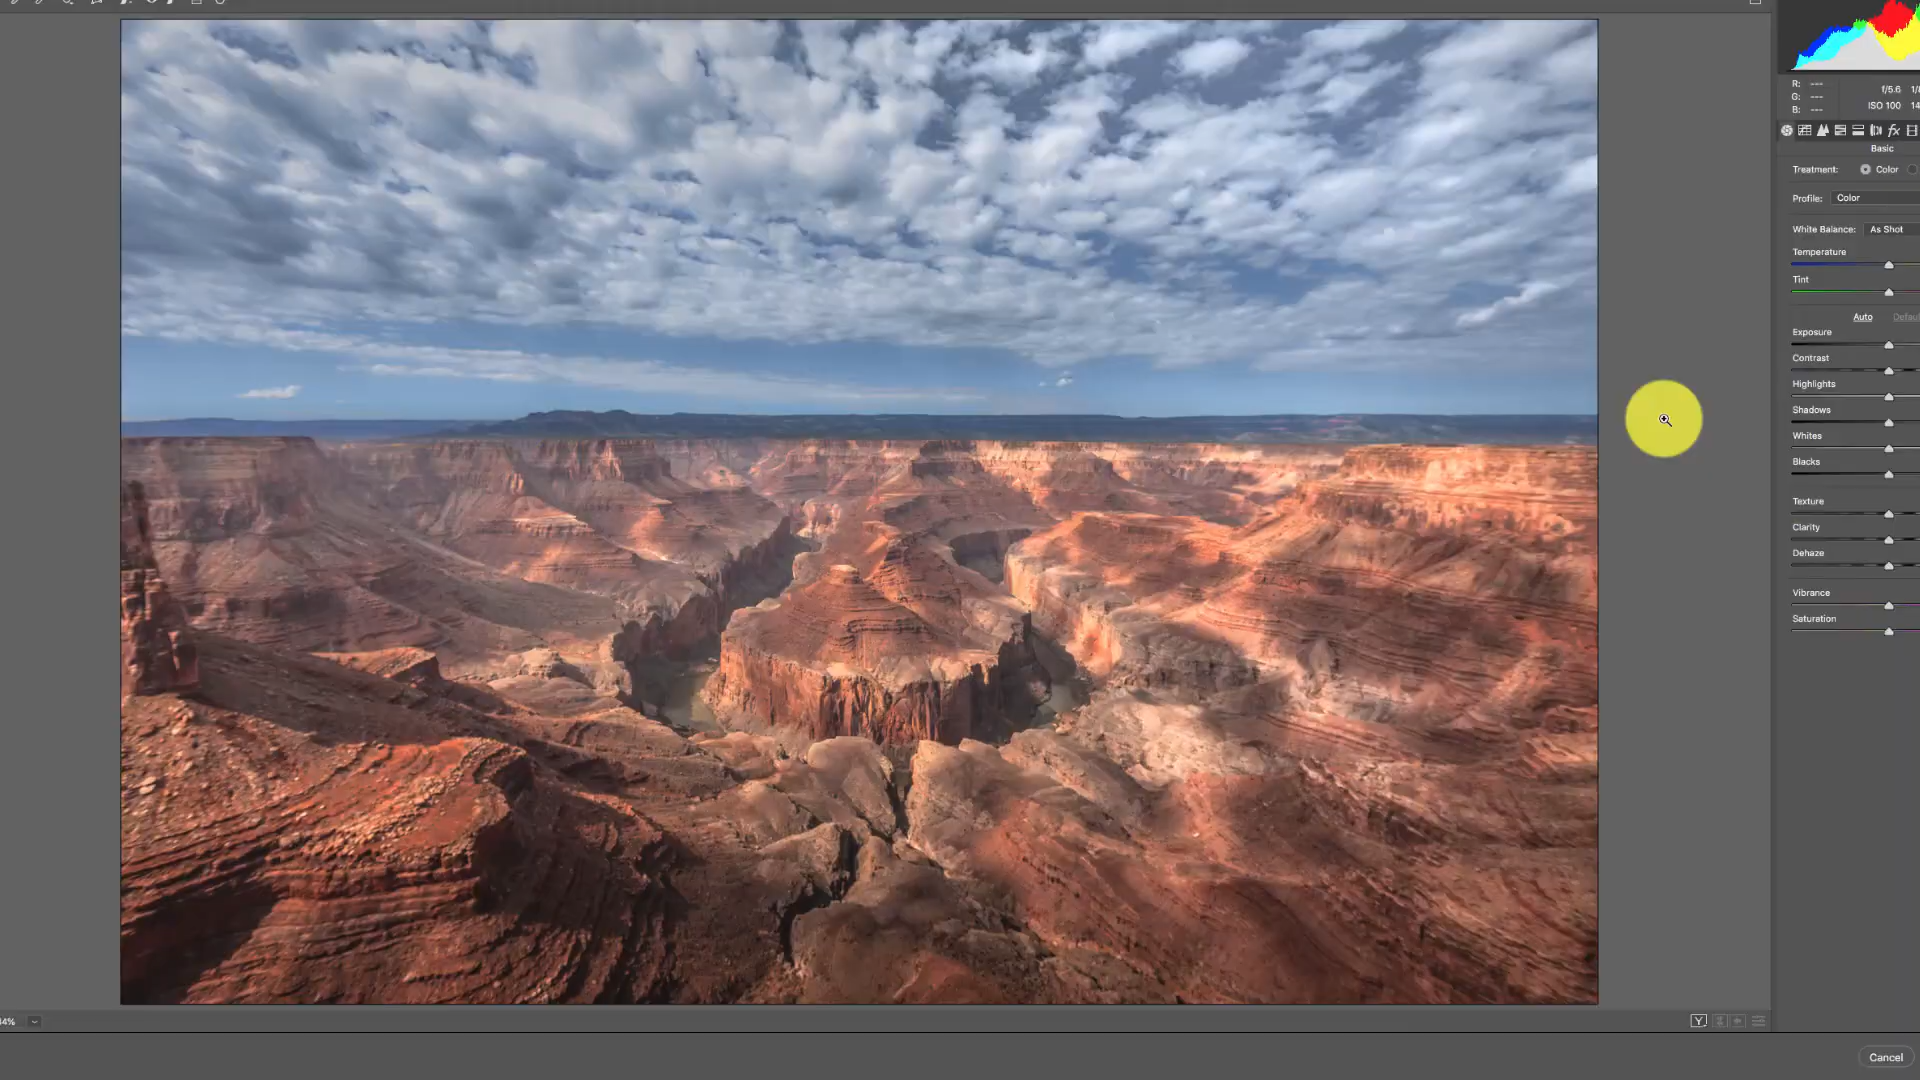 R: ---
G: ---
B: ---
f/5.6
ISO 100
fx
Basic
Treatment: Color
Profile: Color
White Balance: As Shot
Temperature
Tint
Auto
Exposure
Contrast
Highlights
Shadows
Whites
Blacks
Texture
Clarity
Dehaze
Vibrance
Saturation
Y
Cancel